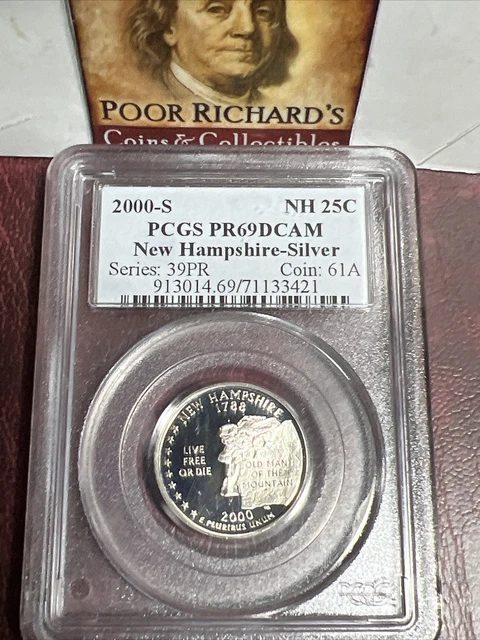 POOR RICHARD'S
Coins & Collectibles
2000-S NH 25C
PCGS PR69DCAM
New Hampshire-Silver
Series: 39PR Coin: 61A
913014.69/71133421
NEW HAMPSHIRE
1788
LIVE
FREE
OR DIE
OLD MAN
OF THE
MOUNTAIN
2000
E PLURIBUS UNUM
PCGS